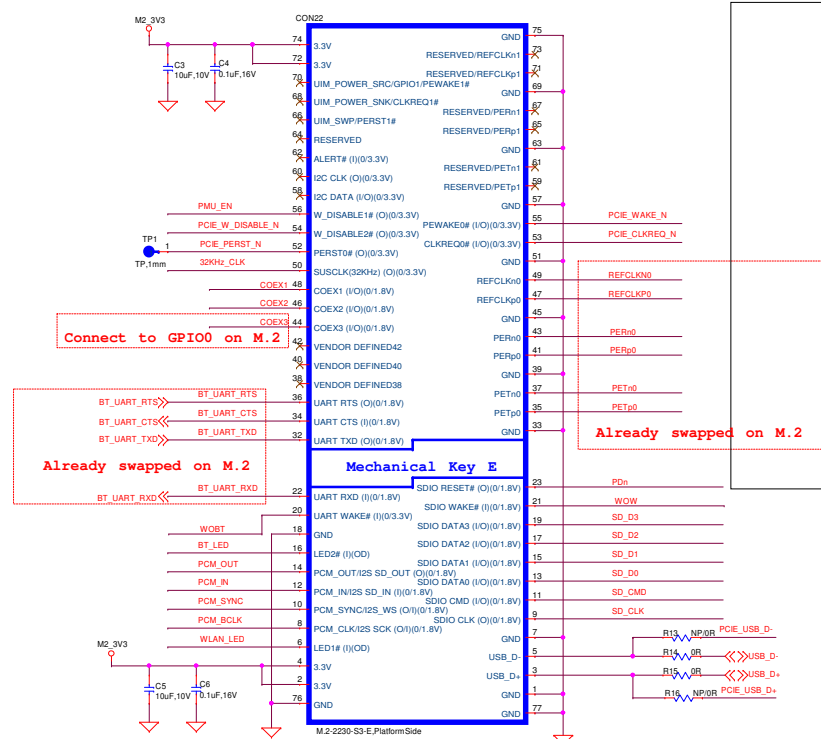 CON22
M2_3V3
C3
10uF,10V
C4
0.1uF,16V
74
3.3V
72
3.3V
70
UIM_POWER_SRC/GPIO1/PEWAKE1#
68
UIM_POWER_SNK/CLKREQ1#
66
UIM_SWP/PERST1#
64
RESERVED
62
ALERT# (I)(0/3.3V)
60
I2C CLK (O)(0/3.3V)
58
I2C DATA (I/O)(0/3.3V)
PMU_EN
56
W_DISABLE1# (O)(0/3.3V)
PCIE_W_DISABLE_N
54
W_DISABLE2# (O)(0/3.3V)
TP1
TP,1mm
1
PCIE_PERST_N
52
PERST0# (O)(0/3.3V)
32KHz_CLK
50
SUSCLK(32KHz) (O)(0/3.3V)
COEX1
48
COEX1 (I/O)(0/1.8V)
COEX2
46
COEX2 (I/O)(0/1.8V)
COEX3
44
COEX3 (I/O)(0/1.8V)
Connect to GPIO0 on M.2
42
VENDOR DEFINED42
40
VENDOR DEFINED40
38
VENDOR DEFINED38
BT_UART_RTS
BT_UART_RTS
36
UART RTS (O)(0/1.8V)
BT_UART_CTS
BT_UART_CTS
34
UART CTS (I)(0/1.8V)
BT_UART_TXD
BT_UART_TXD
32
UART TXD (O)(0/1.8V)
Already swapped on M.2
Mechanical Key E
BT_UART_RXD
BT_UART_RXD
22
UART RXD (I)(0/1.8V)
WOBT
20
UART WAKE# (I)(0/3.3V)
18
GND
BT_LED
16
LED2# (I)(OD)
PCM_OUT
14
PCM_OUT/I2S SD_OUT (O)(0/1.8V)
PCM_IN
12
PCM_IN/I2S SD_IN (I)(0/1.8V)
PCM_SYNC
10
PCM_SYNC/I2S_WS (O/I)(0/1.8V)
PCM_BCLK
8
PCM_CLK/I2S SCK (O/I)(0/1.8V)
WLAN_LED
6
LED1# (I)(OD)
M2_3V3
C5
10uF,10V
C6
0.1uF,16V
4
3.3V
2
3.3V
76
GND
M.2-2230-S3-E,PlatformSide
75
GND
73
RESERVED/REFCLKn1
71
RESERVED/REFCLKp1
69
GND
67
RESERVED/PERn1
65
RESERVED/PERp1
63
GND
61
RESERVED/PETn1
59
RESERVED/PETp1
57
GND
PEWAKE0# (I/O)(0/3.3V)
55
PCIE_WAKE_N
CLKREQ0# (I/O)(0/3.3V)
53
PCIE_CLKREQ_N
51
GND
REFCLKn0
49
REFCLKN0
REFCLKp0
47
REFCLKP0
45
GND
PERn0
43
PERn0
PERp0
41
PERp0
39
GND
PETn0
37
PETn0
PETp0
35
PETp0
33
GND
Already swapped on M.2
SDIO RESET# (O)(0/1.8V)
23
PDn
SDIO WAKE# (I)(0/1.8V)
21
WOW
SDIO DATA3 (I/O)(0/1.8V)
19
SD_D3
SDIO DATA2 (I/O)(0/1.8V)
17
SD_D2
SDIO DATA1 (I/O)(0/1.8V)
15
SD_D1
SDIO DATA0 (I/O)(0/1.8V)
13
SD_D0
SDIO CMD (I/O)(0/1.8V)
11
SD_CMD
SDIO CLK (O)(0/1.8V)
9
SD_CLK
GND
7
R13
NP/0R
PCIE_USB_D-
USB_D-
5
R14
0R
USB_D-
USB_D+
3
R15
0R
USB_D+
GND
1
R16
NP/0R
PCIE_USB_D+
GND
77